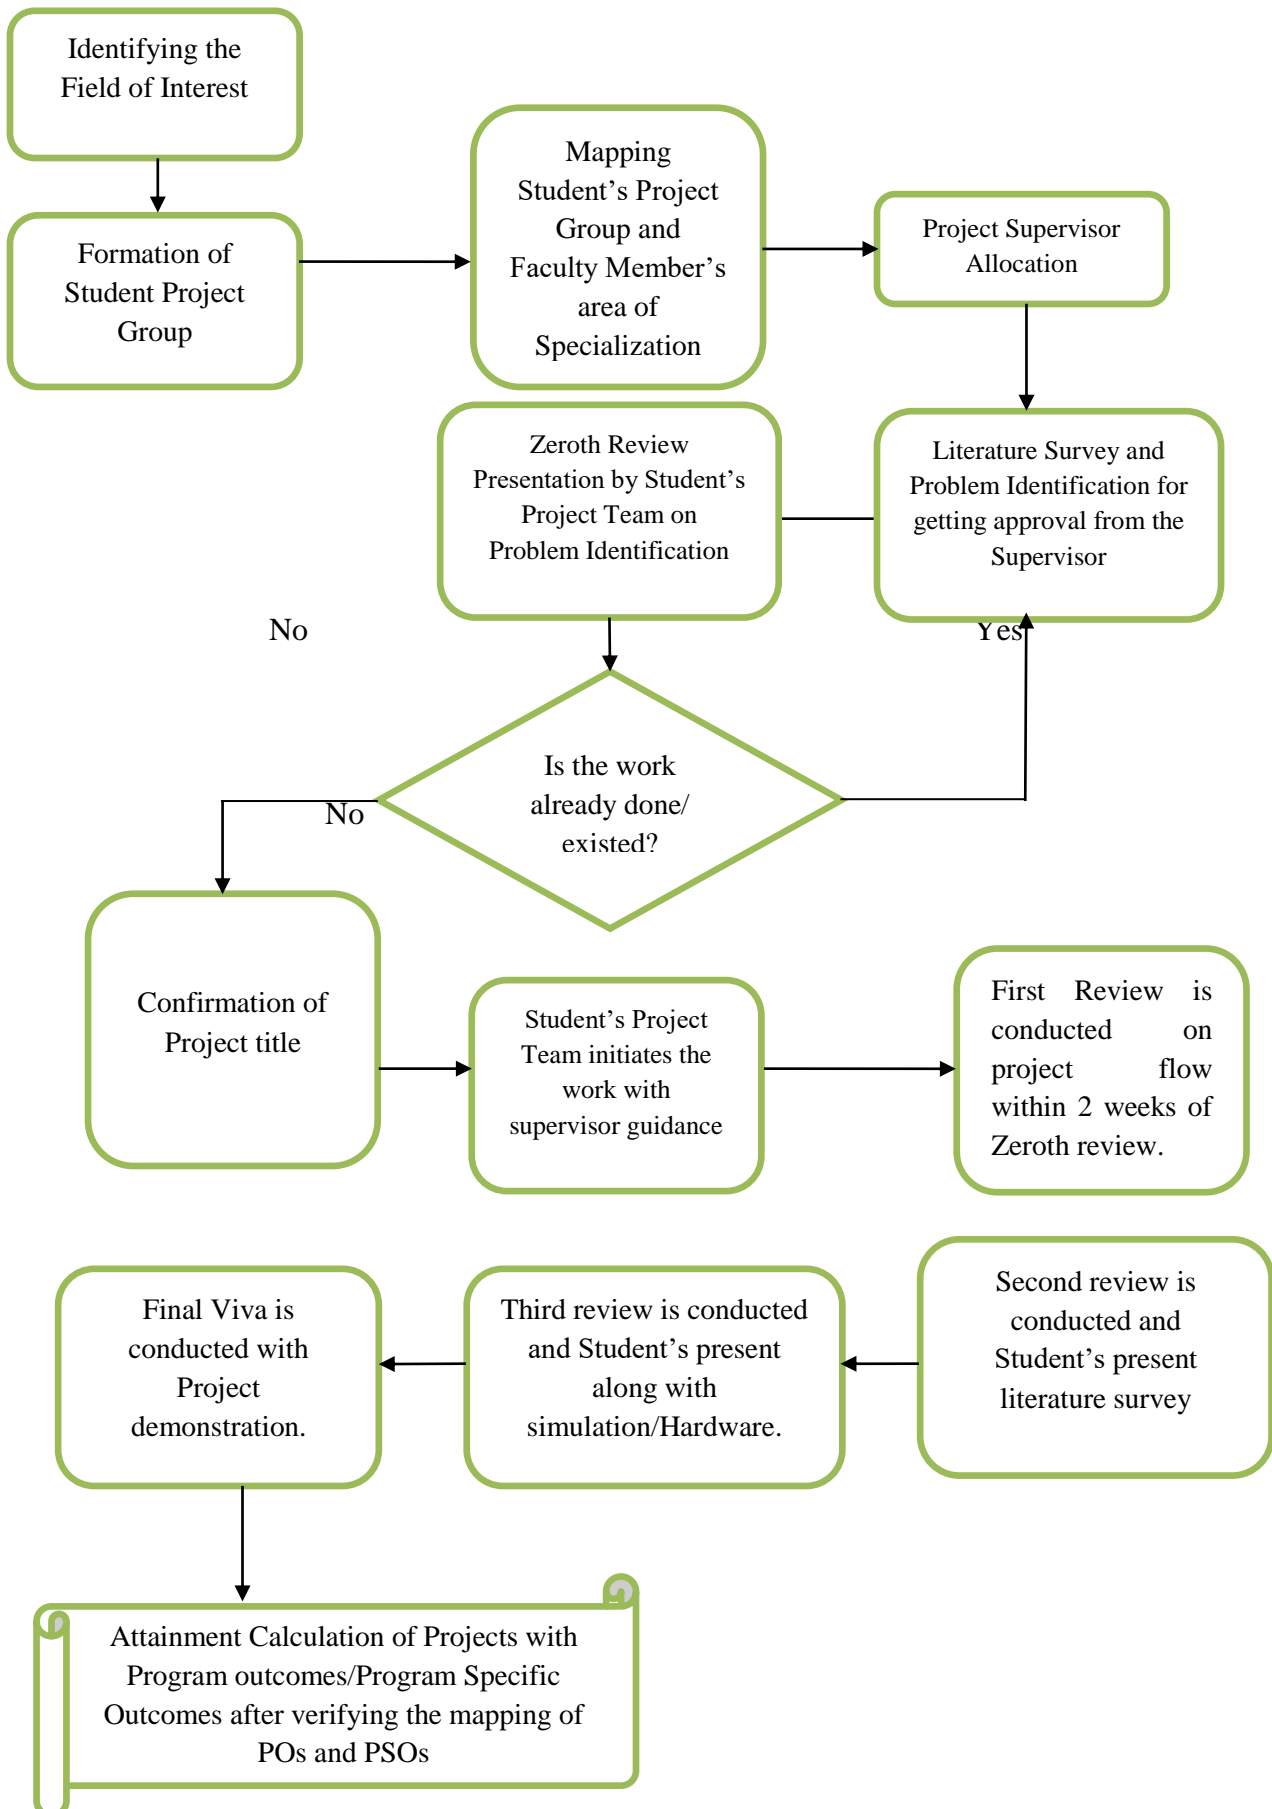 Identifying the
Field of Interest
Formation of
Student Project
Group
Mapping
Student’s Project
Group and
Faculty Member’s
area of
Specialization
Project Supervisor
Allocation
Literature Survey and
Problem Identification for
getting approval from the
Supervisor
Zeroth Review
Presentation by Student’s
Project Team on
Problem Identification
No
Yes
Is the work
already done/
existed?
No
Confirmation of
Project title
Student’s Project
Team initiates the
work with
supervisor guidance
First Review is
conducted on
project flow
within 2 weeks of
Zeroth review.
Second review is
conducted and
Student’s present
literature survey
Third review is conducted
and Student’s present
along with
simulation/Hardware.
Final Viva is
conducted with
Project
demonstration.
Attainment Calculation of Projects with
Program outcomes/Program Specific
Outcomes after verifying the mapping of
POs and PSOs